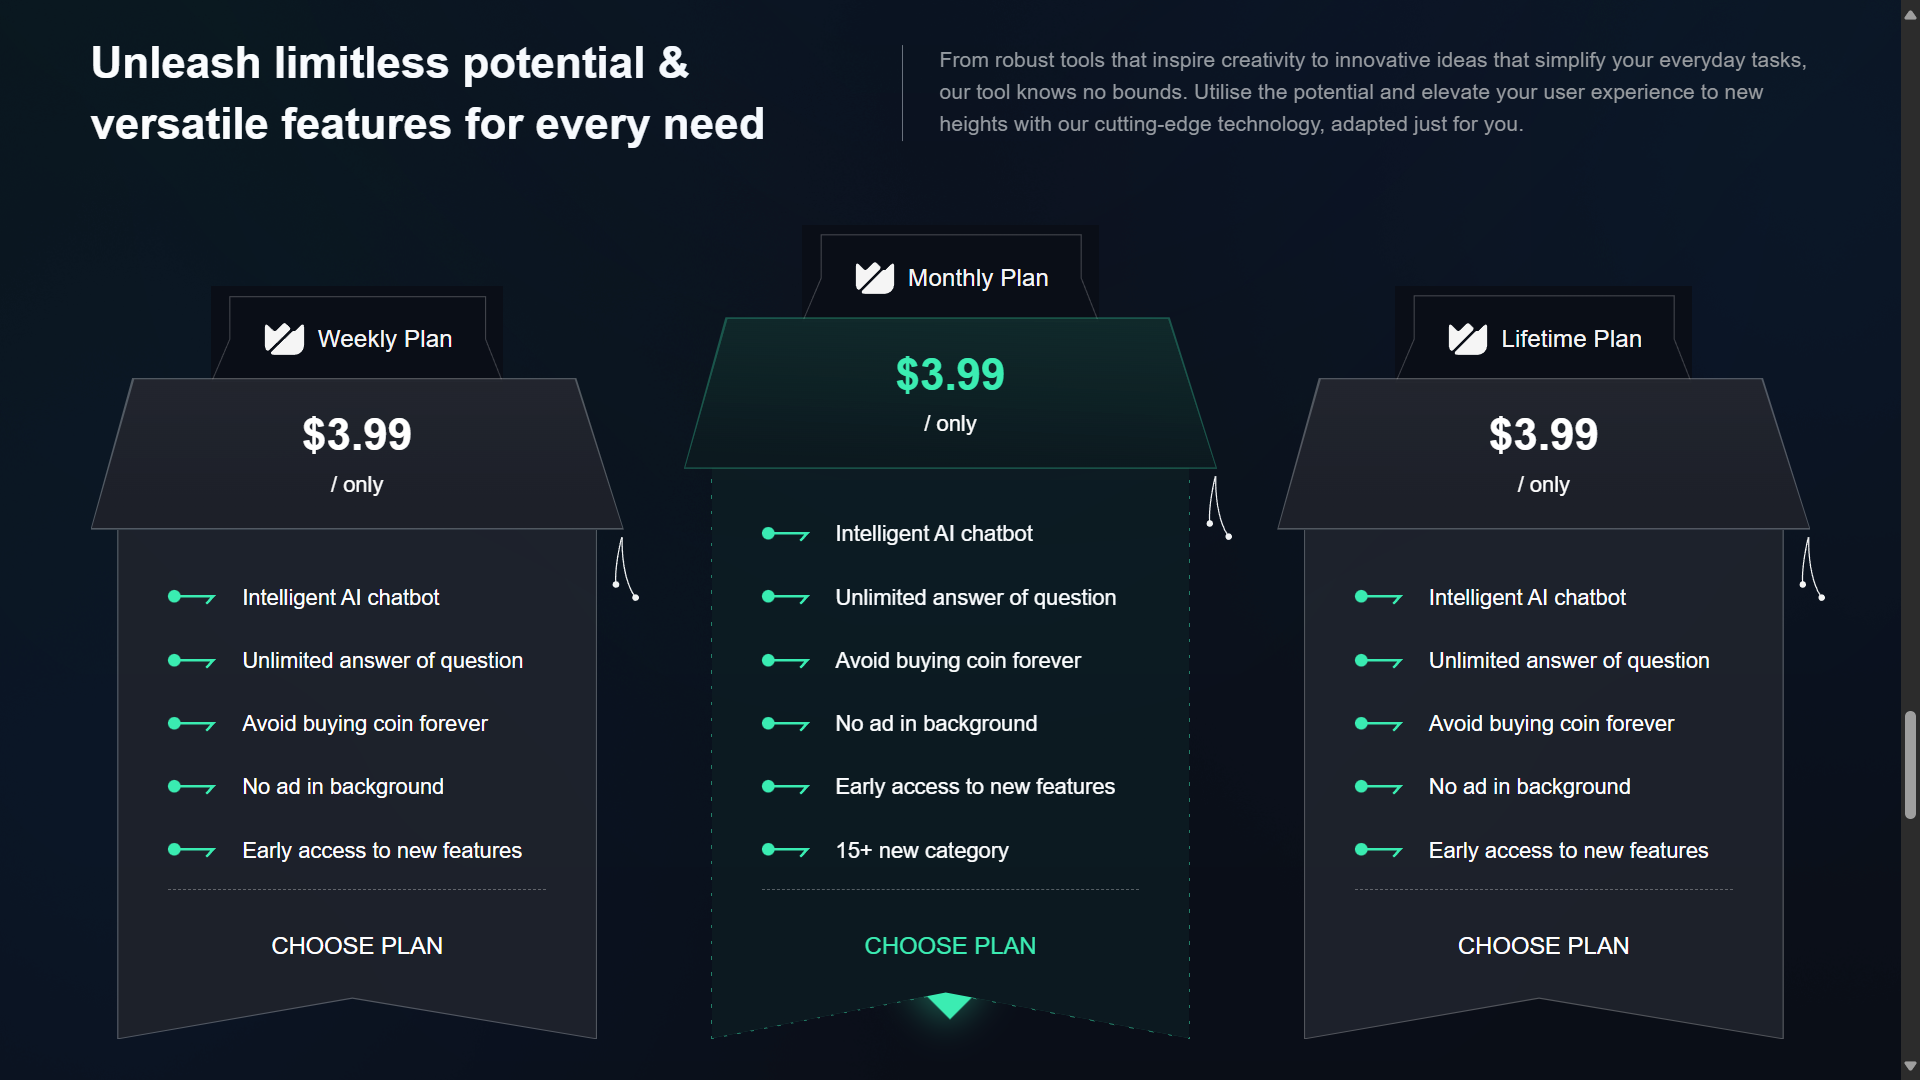 Unleash limitless potential &
versatile features for every need
From robust tools that inspire creativity to innovative ideas that simplify your everyday tasks,
our tool knows no bounds. Utilise the potential and elevate your user experience to new
heights with our cutting-edge technology, adapted just for you.
Weekly Plan
$3.99
/ only
Intelligent AI chatbot
Unlimited answer of question
Avoid buying coin forever
No ad in background
Early access to new features
CHOOSE PLAN
Monthly Plan
$3.99
/ only
Intelligent AI chatbot
Unlimited answer of question
Avoid buying coin forever
No ad in background
Early access to new features
15+ new category
CHOOSE PLAN
Lifetime Plan
$3.99
/ only
Intelligent AI chatbot
Unlimited answer of question
Avoid buying coin forever
No ad in background
Early access to new features
CHOOSE PLAN